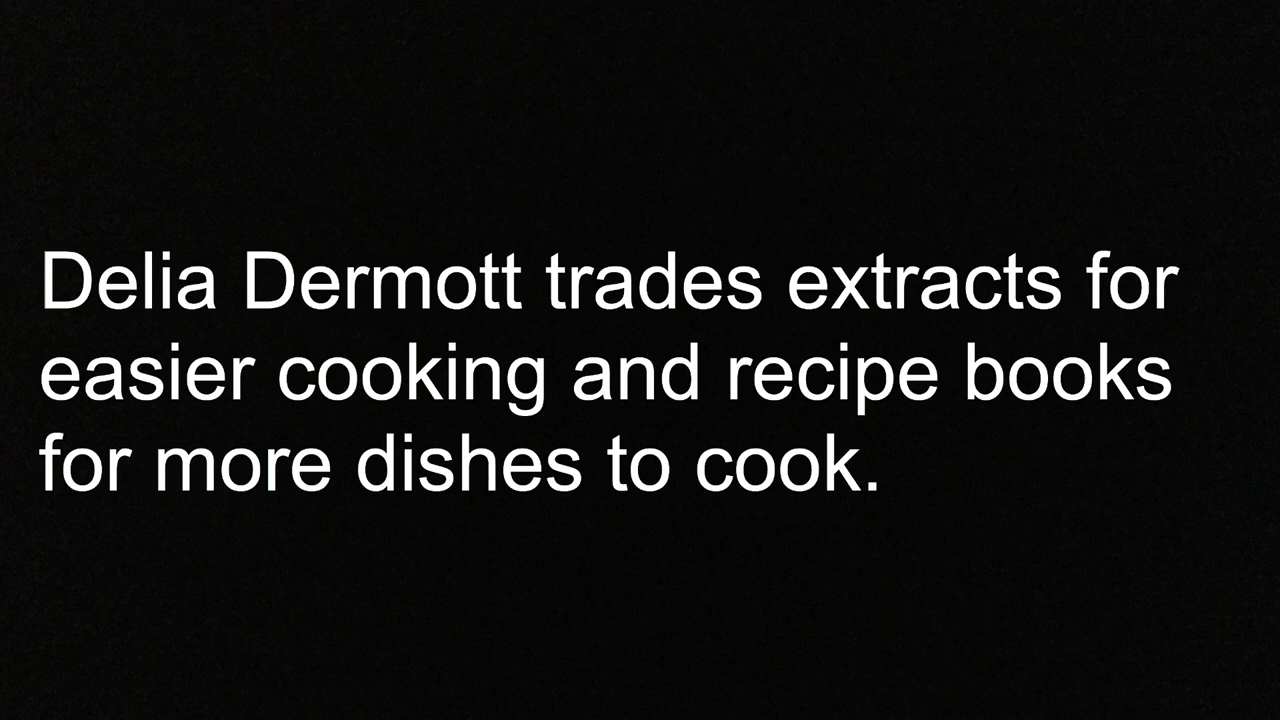 Delia Dermott trades extracts for
easier cooking and recipe books
for more dishes to cook.